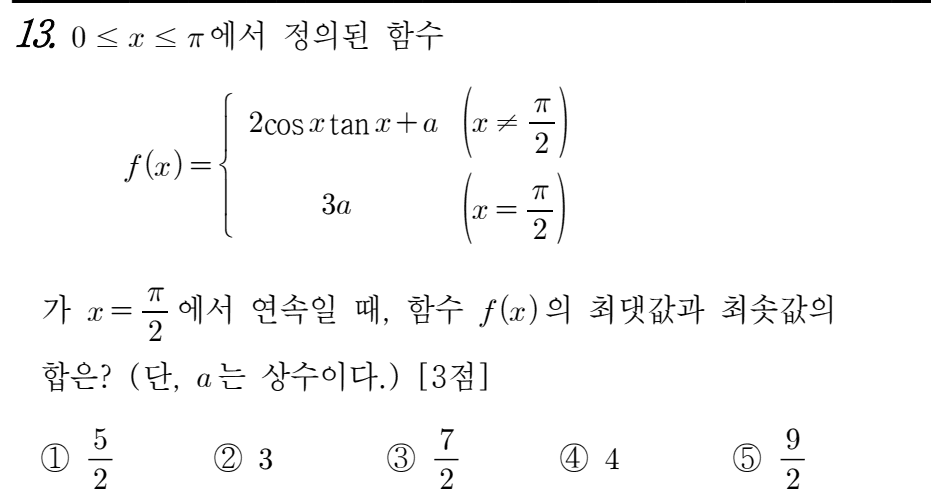 13. 0 ≤ x ≤ π에서 정의된 함수
f(x) = { 2cos x tan x + a (x ≠ π/2)
3a (x = π/2)
가 x = π/2 에서 연속일 때, 함수 f(x)의 최댓값과 최솟값의
합은? (단, a는 상수이다.) [3점]
① 5/2 ② 3 ③ 7/2 ④ 4 ⑤ 9/2